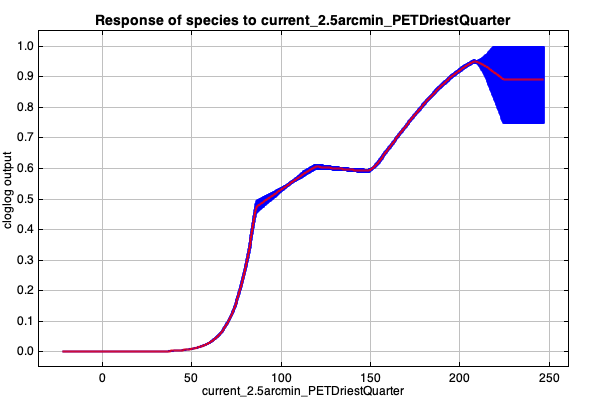 Response of species to current_2.5arcmin_PETDriestQuarter
1.0
0.9
0.8
0.7
0.6
0.5
0.4
0.3
0.2
0.1
0.0
cloglog output
0 50 100 150 200 250
current_2.5arcmin_PETDriestQuarter